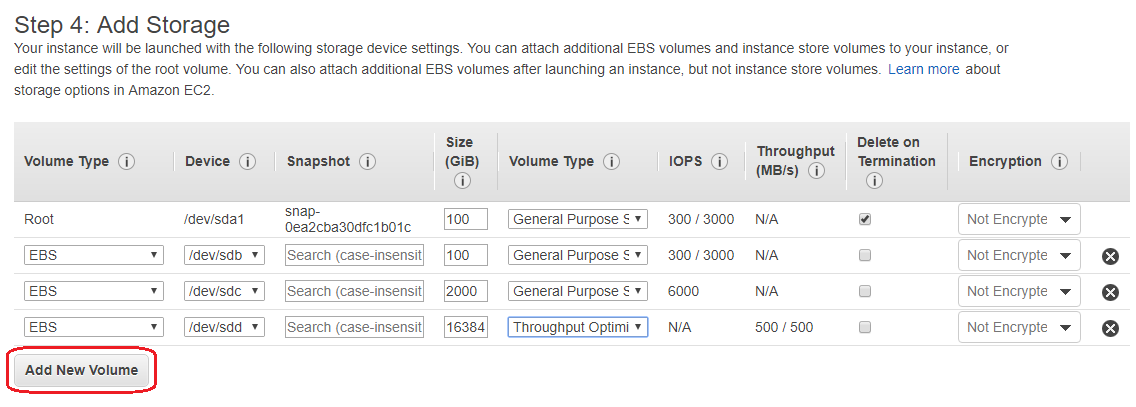 Step 4: Add Storage
Your instance will be launched with the following storage device settings. You can attach additional EBS volumes and instance store volumes to your instance, or
edit the settings of the root volume. You can also attach additional EBS volumes after launching an instance, but not instance store volumes. Learn more about
storage options in Amazon EC2.
Volume Type i Device i Snapshot i Size (GiB) i Volume Type i IOPS i Throughput (MB/s) i Delete on Termination i Encryption i
Root /dev/sda1 snap-0ea2cba30dfc1b01c 100 General Purpose S 300 / 3000 N/A Not Encrypte
EBS /dev/sdb Search (case-insensit 100 General Purpose S 300 / 3000 N/A Not Encrypte
EBS /dev/sdc Search (case-insensit 2000 General Purpose S 6000 N/A Not Encrypte
EBS /dev/sdd Search (case-insensit 16384 Throughput Optimi N/A 500 / 500 Not Encrypte
Add New Volume